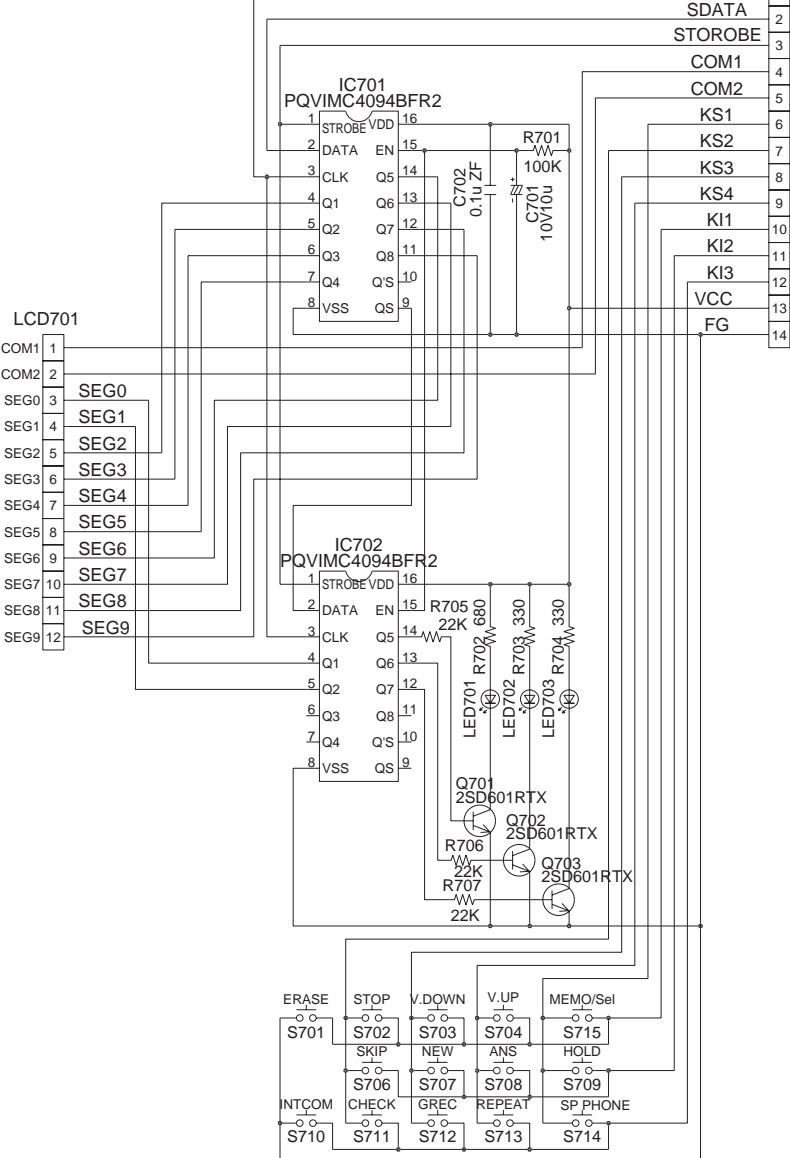 SDATA 2
STOROBE 3
COM1 4
COM2 5
KS1 6
KS2 7
KS3 8
KS4 9
KI1 10
KI2 11
KI3 12
VCC 13
FG 14
IC701
PQVIMC4094BFR2
1 STROBE VDD 16
2 DATA EN 15
3 CLK Q5 14
4 Q1 Q6 13
5 Q2 Q7 12
6 Q3 Q8 11
7 Q4 Q'S 10
8 VSS QS 9
R701
100K
C702
0.1u ZF
+
-
C701
10V10u
LCD701
COM1 1
COM2 2
SEG0 3 SEG0
SEG1 4 SEG1
SEG2 5 SEG2
SEG3 6 SEG3
SEG4 7 SEG4
SEG5 8 SEG5
SEG6 9 SEG6
SEG7 10 SEG7
SEG8 11 SEG8
SEG9 12 SEG9
IC702
PQVIMC4094BFR2
1 STROBE VDD 16
2 DATA EN 15
3 CLK Q5 14
4 Q1 Q6 13
5 Q2 Q7 12
6 Q3 Q8 11
7 Q4 Q'S 10
8 VSS QS 9
R705
22K
R702 680
R703 330
R704 330
LED701
LED702
LED703
Q701
2SD601RTX
Q702
2SD601RTX
Q703
2SD601RTX
R706
22K
R707
22K
ERASE STOP V.DOWN V.UP MEMO/Sel
S701 S702 S703 S704 S715
SKIP NEW ANS HOLD
S706 S707 S708 S709
INTCOM CHECK GREC REPEAT SP PHONE
S710 S711 S712 S713 S714